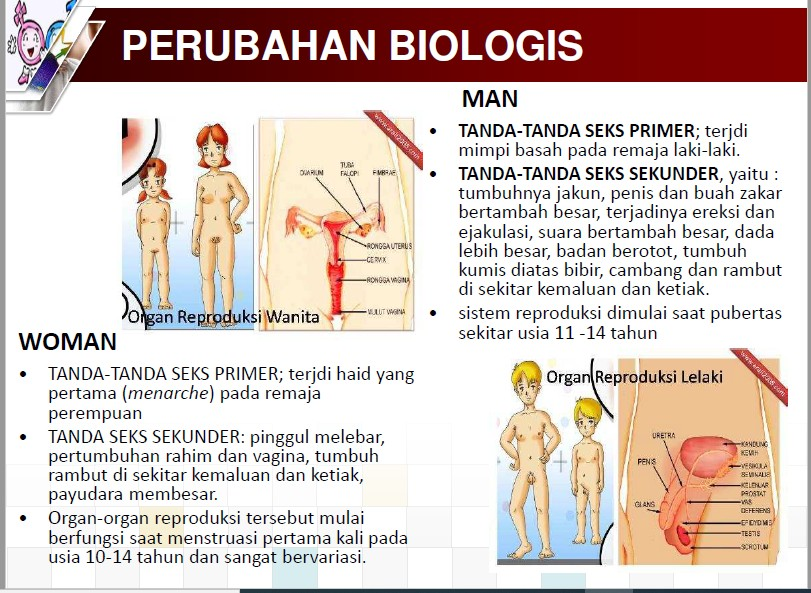 PERUBAHAN BIOLOGIS
MAN
• TANDA-TANDA SEKS PRIMER; terjdi
mimpi basah pada remaja laki-laki.
• TANDA-TANDA SEKS SEKUNDER, yaitu :
tumbuhnya jakun, penis dan buah zakar
bertambah besar, terjadinya ereksi dan
ejakulasi, suara bertambah besar, dada
lebih besar, badan berotot, tumbuh
kumis diatas bibir, cambang dan rambut
di sekitar kemaluan dan ketiak.
• sistem reproduksi dimulai saat pubertas
sekitar usia 11 -14 tahun
OVARIUM
TUBA
FALOPI
FIMBRAE
RONGGA UTERUS
CERVIX
RONGGA VAGINA
MULUT VAGINA
Organ Reproduksi Wanita
WOMAN
• TANDA-TANDA SEKS PRIMER; terjdi haid yang
pertama (menarche) pada remaja
perempuan
• TANDA SEKS SEKUNDER: pinggul melebar,
pertumbuhan rahim dan vagina, tumbuh
rambut di sekitar kemaluan dan ketiak,
payudara membesar.
• Organ-organ reproduksi tersebut mulai
berfungsi saat menstruasi pertama kali pada
usia 10-14 tahun dan sangat bervariasi.
Organ Reproduksi Lelaki
URETRA
PENIS
GLANS
KANDUNG
KEMIH
VESIKULA
SEMINALIS
KELENJAR
PROSTAT
VAS
DEFERENS
EPIDYDIMIS
TESTIS
SCROTUM